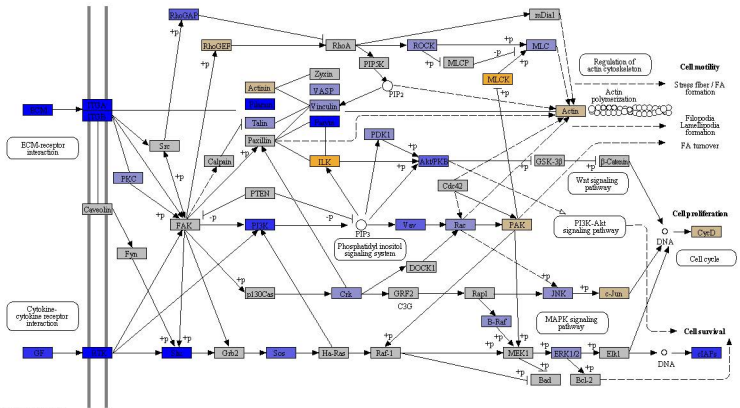 RhoGAP
mDia1
+p
+p
RhoGEF
RhoA
ROCK
MLC
+p
+p
-p
PIP5K
MLCP
Zyxin
MLCK
Regulation of
actin cytoskeleton
Cell motility
Actinin
VASP
PIP2
+p
Actin
polymerization
Stress fiber / FA
formation
Vinculin
Actin
Talin
Filopodia
Lamellipodia
formation
+p
PDK1
ECM-receptor
interaction
Src
Paxillin
+p
FA turnover
+p
Calpain
ILK
Akt/PKB
+p
GSK-3β
β-Catenin
PKC
+p
+p
Cdc42
Wnt signaling
pathway
PTEN
Caveolin
-p
-p
FAK
+p
PI3K
PIP3
Vav
Rac
PAK
PI3K-Akt
signaling pathway
Cell proliferation
CycD
DNA
Fyn
Phosphatidyl inositol
signaling system
Cell cycle
DOCK1
+p
+p
p130Cas
Crk
GRF2
Rap1
JNK
+p
c-Jun
C3G
Cytokine-
cytokine receptor
interaction
B-Raf
MAPK signaling
pathway
Cell survival
+p
+p
+p
+p
+p
+p
GF
Grb2
Sos
Ha-Ras
Raf-1
MEK1
ERK1/2
Elk1
DNA
cIAPs
+p
+p
Bad
Bcl-2